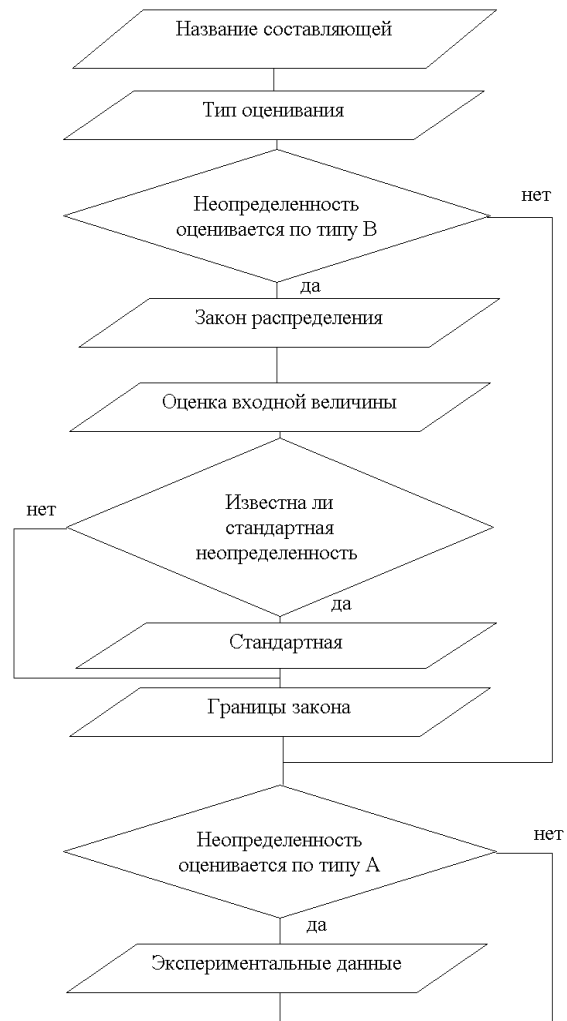 Название составляющей
Тип оценивания
Неопределенность
оценивается по типу В
нет
да
Закон распределения
Оценка входной величины
Известна ли
стандартная
неопределенность
нет
да
Стандартная
Границы закона
Неопределенность
оценивается по типу А
нет
да
Экспериментальные данные